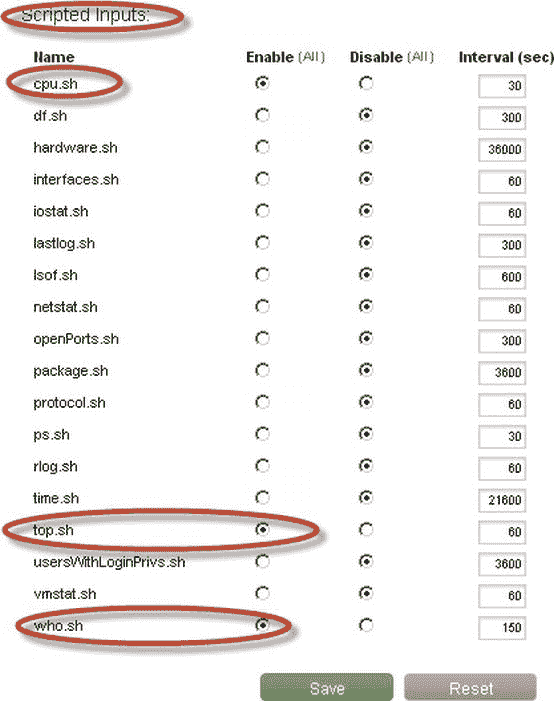 Scripted Inputs:
Name Enable (All) Disable (All) Interval (sec)
cpu.sh 30
df.sh 300
hardware.sh 36000
interfaces.sh 60
iostat.sh 60
lastlog.sh 300
lsof.sh 600
netstat.sh 60
openPorts.sh 300
package.sh 3600
protocol.sh 60
ps.sh 30
rlog.sh 60
time.sh 21600
top.sh 60
usersWithLoginPrivs.sh 3600
vmstat.sh 60
who.sh 150
Save Reset